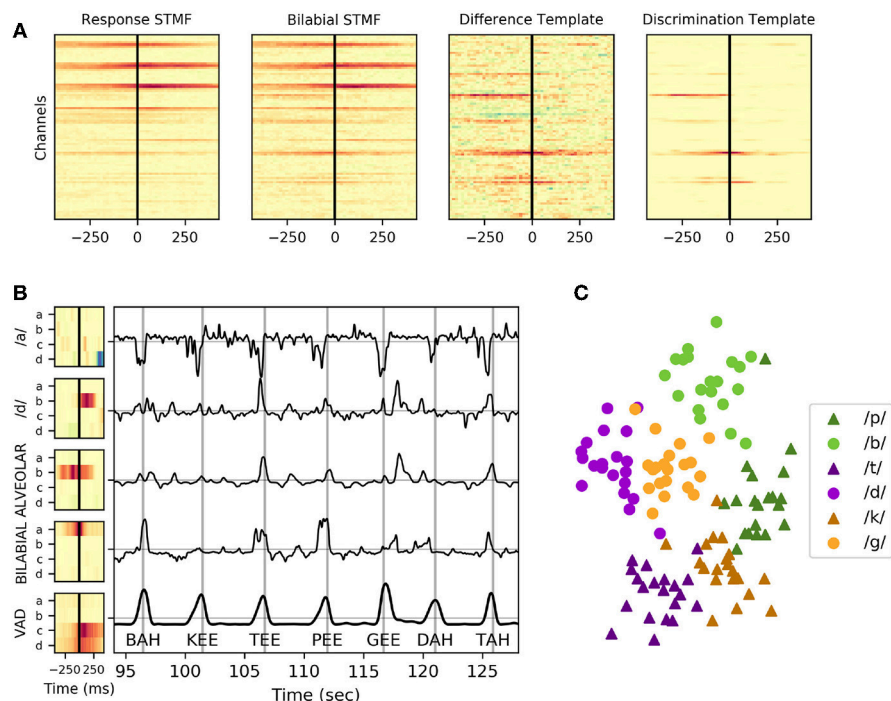 A
Response STMF
Bilabial STMF
Difference Template
Discrimination Template
Channels
−250 0 250
−250 0 250
−250 0 250
−250 0 250
B
C
/a/
a
b
c
d
/d/
a
b
c
d
ALVEOLAR
a
b
c
d
BILABIAL
a
b
c
d
VAD
a
b
c
d
−250 250
Time (ms)
BAH KEE TEE PEE GEE DAH TAH
95 100 105 110 115 120 125
Time (sec)
/p/
/b/
/t/
/d/
/k/
/g/